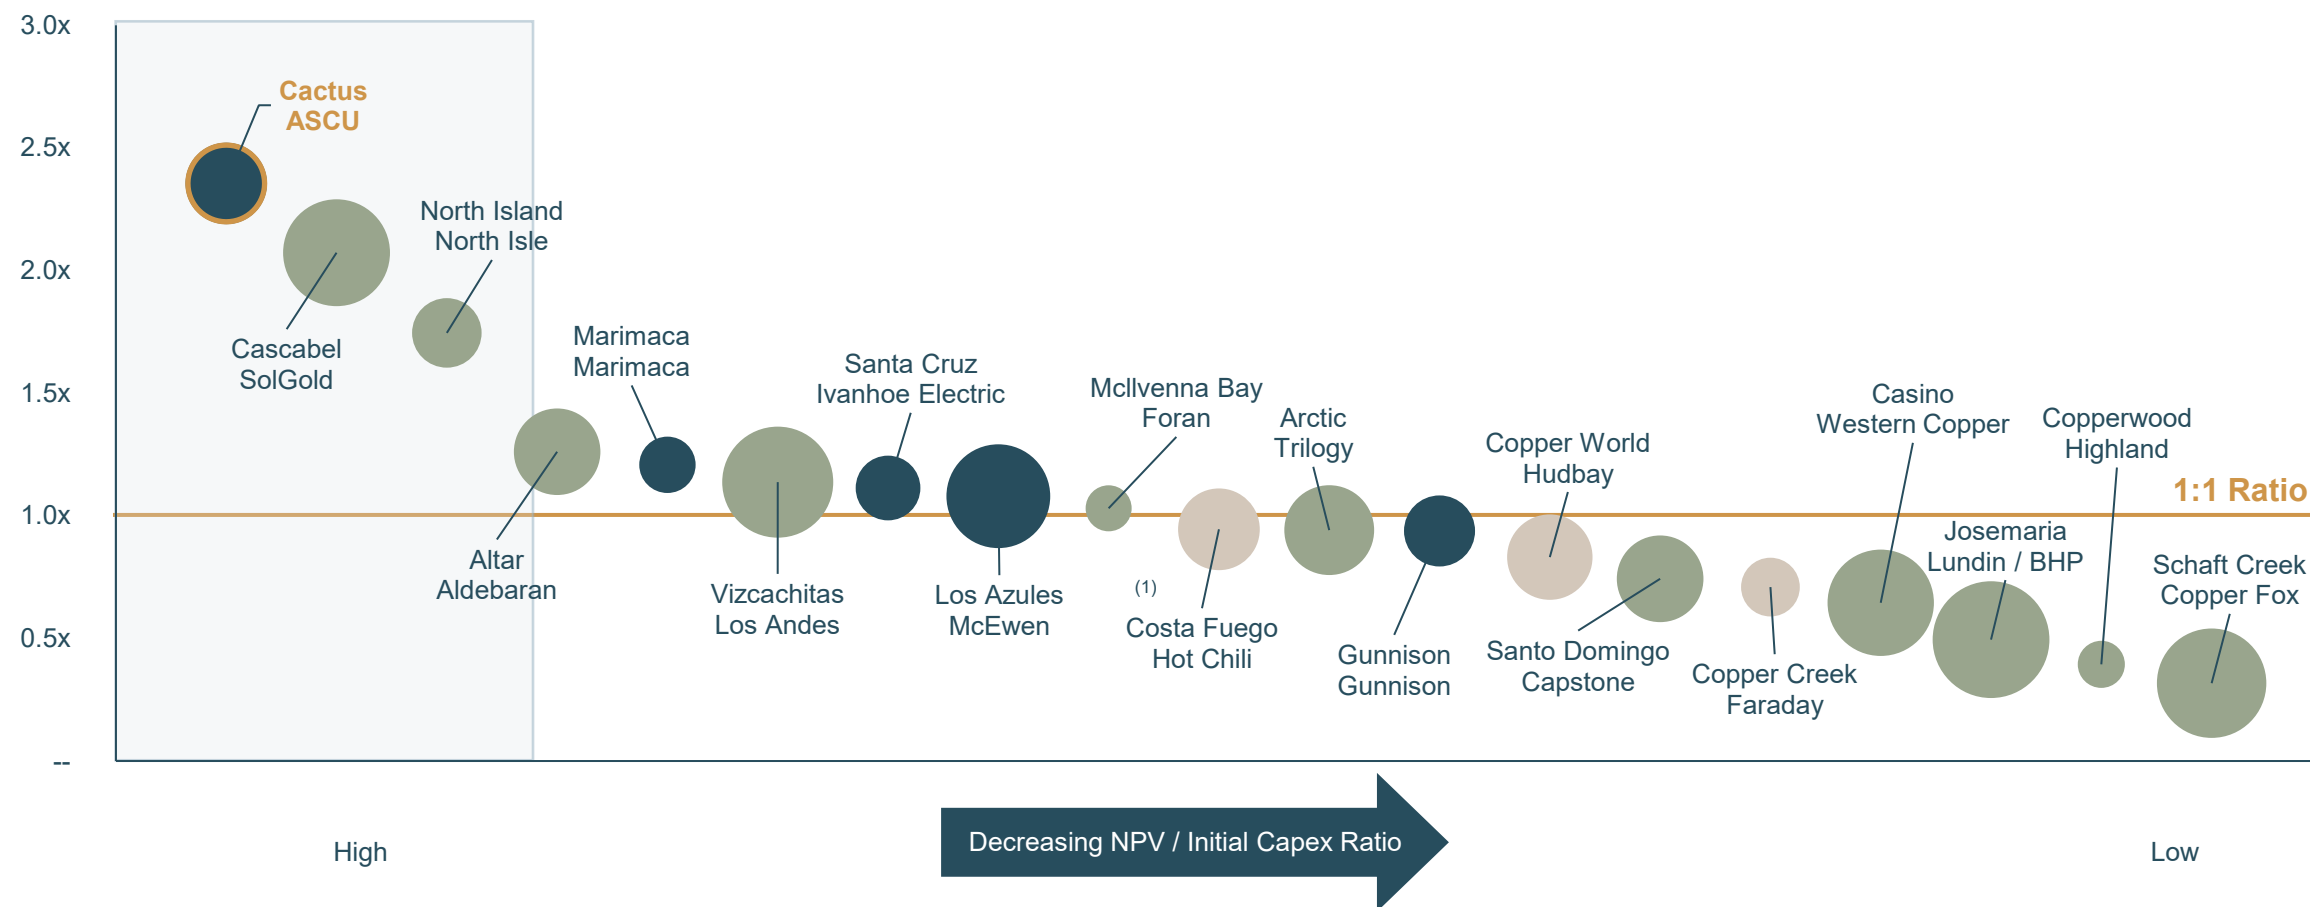 3.0x
2.5x
2.0x
1.5x
1.0x
0.5x
--
Cactus
ASCU
Cascabel
SolGold
North Island
North Isle
Altar
Aldebaran
Marimaca
Marimaca
Vizcachitas
Los Andes
Santa Cruz
Ivanhoe Electric
Los Azules
McEwen
McIlvenna Bay
Foran
(1)
Costa Fuego
Hot Chili
Arctic
Trilogy
Gunnison
Gunnison
Copper World
Hudbay
Santo Domingo
Capstone
Copper Creek
Faraday
Casino
Western Copper
Josemaria
Lundin / BHP
Copperwood
Highland
Schaft Creek
Copper Fox
1:1 Ratio
High
Decreasing NPV / Initial Capex Ratio
Low